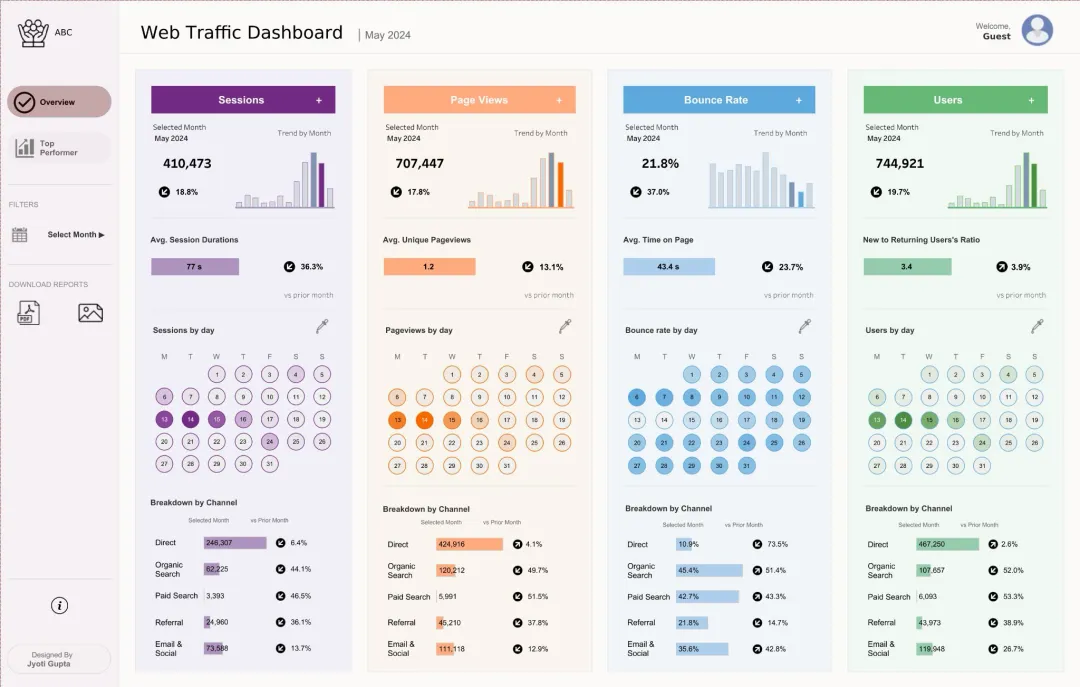 ABC
Web Traffic Dashboard | May 2024
Welcome,
Guest
Overview
Top
Performer
FILTERS
Select Month ▶
DOWNLOAD REPORTS
PDF
i
Designed By
Jyoti Gupta
Sessions +
Selected Month
May 2024
Trend by Month
410,473
18.8%
Avg. Session Durations
77 s 36.3%
vs prior month
Sessions by day
M T W T F S S
1 2 3 4 5
6 7 8 9 10 11 12
13 14 15 16 17 18 19
20 21 22 23 24 25 26
27 28 29 30 31
Breakdown by Channel
Selected Month vs Prior Month
Direct 246,307 6.4%
Organic
Search 62,225 44.1%
Paid Search 3,393 46.5%
Referral 24,960 36.1%
Email &
Social 73,588 13.7%
Page Views +
Selected Month
May 2024
Trend by Month
707,447
17.8%
Avg. Unique Pageviews
1.2 13.1%
vs prior month
Pageviews by day
M T W T F S S
1 2 3 4 5
6 7 8 9 10 11 12
13 14 15 16 17 18 19
20 21 22 23 24 25 26
27 28 29 30 31
Breakdown by Channel
Selected Month vs Prior Month
Direct 424,916 4.1%
Organic
Search 120,212 49.7%
Paid Search 5,991 51.5%
Referral 45,210 37.8%
Email &
Social 111,118 12.9%
Bounce Rate +
Selected Month
May 2024
Trend by Month
21.8%
37.0%
Avg. Time on Page
43.4 s 23.7%
vs prior month
Bounce rate by day
M T W T F S S
1 2 3 4 5
6 7 8 9 10 11 12
13 14 15 16 17 18 19
20 21 22 23 24 25 26
27 28 29 30 31
Breakdown by Channel
Selected Month vs Prior Month
Direct 10.9% 73.5%
Organic
Search 45.4% 51.4%
Paid Search 42.7% 43.3%
Referral 21.8% 14.7%
Email &
Social 35.6% 42.8%
Users +
Selected Month
May 2024
Trend by Month
744,921
19.7%
New to Returning Users's Ratio
3.4 3.9%
vs prior month
Users by day
M T W T F S S
1 2 3 4 5
6 7 8 9 10 11 12
13 14 15 16 17 18 19
20 21 22 23 24 25 26
27 28 29 30 31
Breakdown by Channel
Selected Month vs Prior Month
Direct 467,250 2.6%
Organic
Search 107,657 52.0%
Paid Search 6,093 53.3%
Referral 43,973 38.9%
Email &
Social 119,948 26.7%